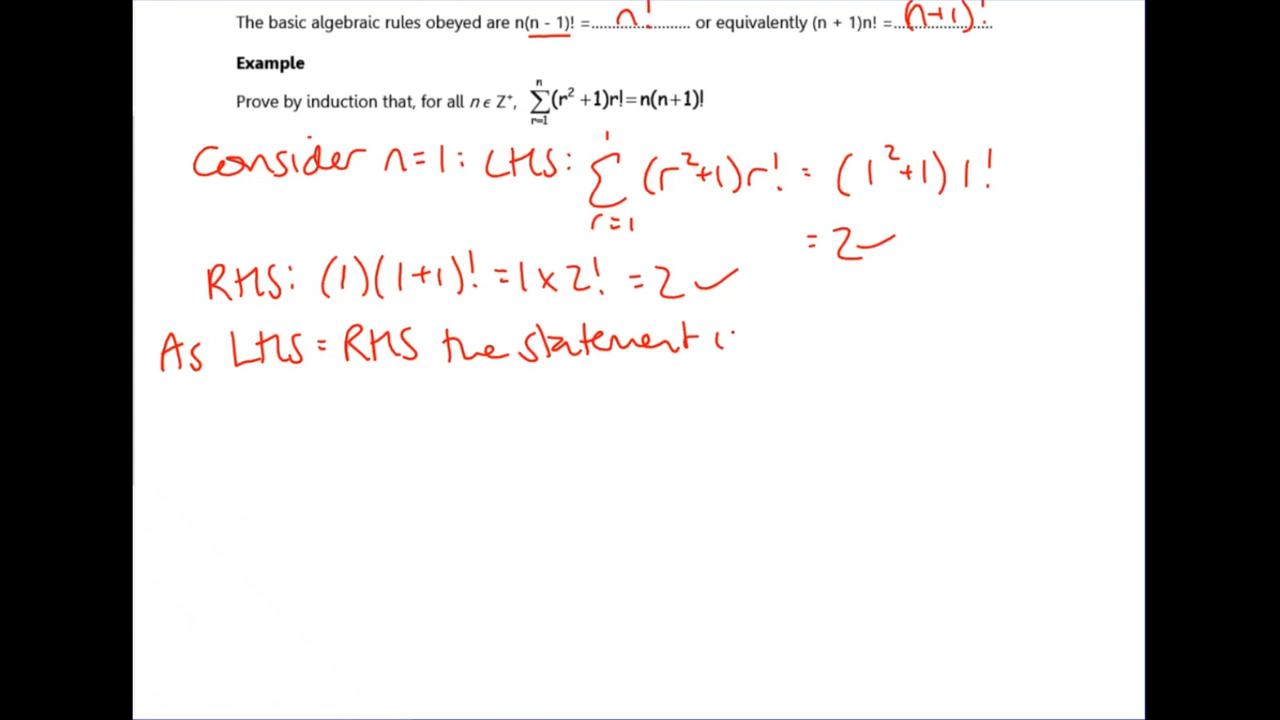 The basic algebraic rules obeyed are n(n - 1)! =......n!............. or equivalently (n + 1)n! =...(n+1)!...
Example
Prove by induction that, for all n ϵ Z⁺, n∑r=1 (r² +1)r!=n(n+1)!
Consider n=1: LHS: 1∑r=1 (r²+1)r! = (1²+1) 1!
= 2✓
RHS: (1)(1+1)! = 1 × 2! = 2 ✓
As LHS = RHS the statement i